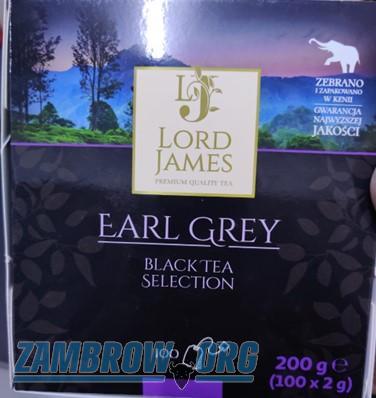 LJ
LORD
JAMES
PREMIUM QUALITY TEA
ZEBRANO
I ZAPAKOWANO
W KENII
GWARANCJA
NAJWYŻSZEJ
JAKOŚCI
EARL GREY
BLACK TEA
SELECTION
100
200 g ℮
(100 x 2 g)
ZAMBROW.ORG